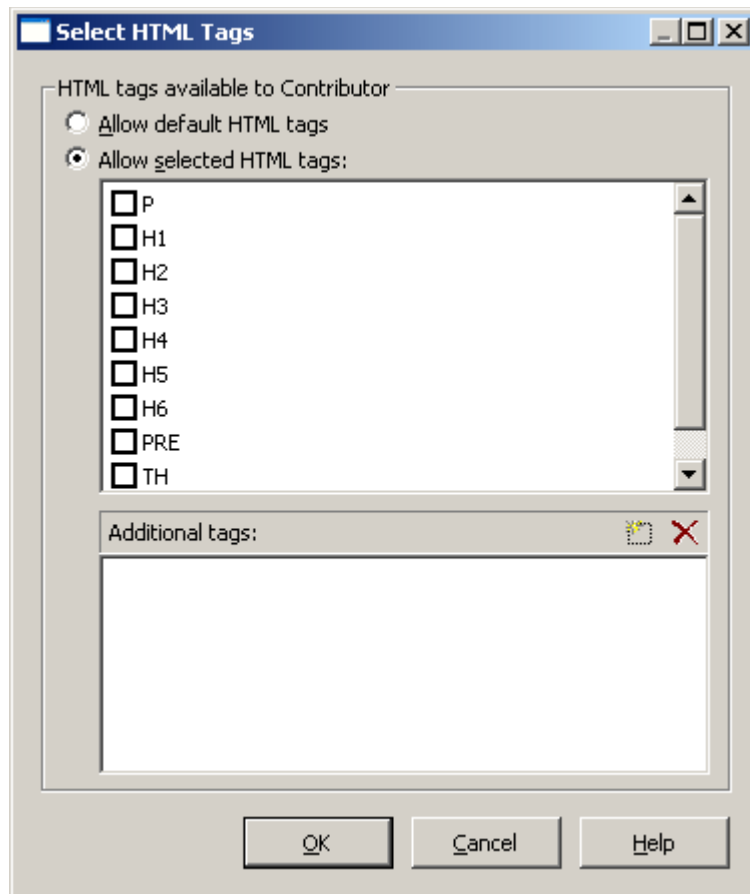 Select HTML Tags
HTML tags available to Contributor
Allow default HTML tags
Allow selected HTML tags:
P
H1
H2
H3
H4
H5
H6
PRE
TH
Additional tags:
OK
Cancel
Help